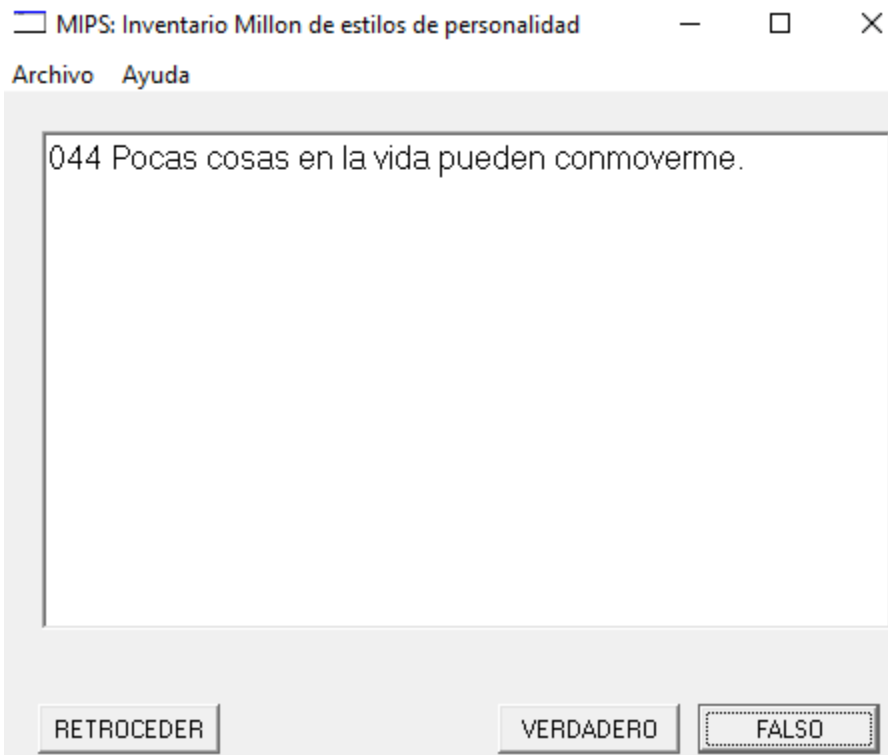 MIPS: Inventario Millon de estilos de personalidad
Archivo Ayuda
044 Pocas cosas en la vida pueden conmoverme.
RETROCEDER VERDADERO FALSO